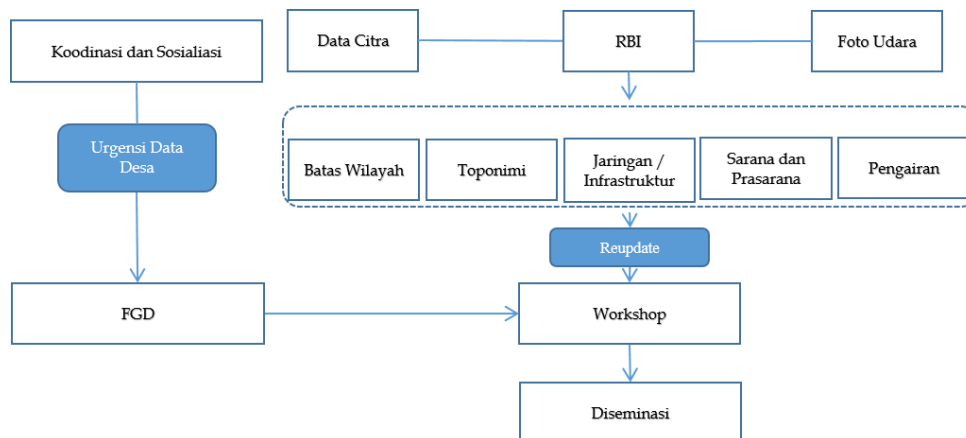 Koodinasi dan Sosialiasi
Data Citra
RBI
Foto Udara
Urgensi Data
Desa
Batas Wilayah
Toponimi
Jaringan /
Infrastruktur
Sarana dan
Prasarana
Pengairan
Reupdate
FGD
Workshop
Diseminasi